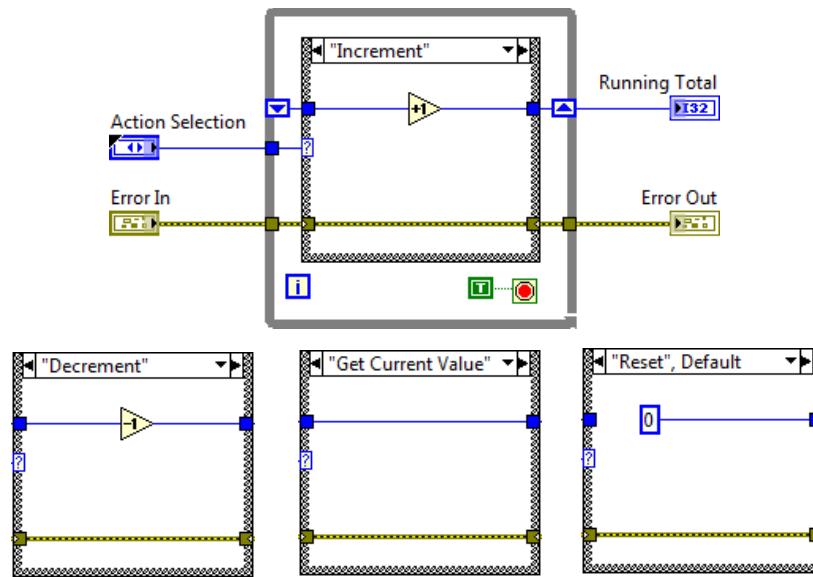 "Increment"
+1
Running Total
I32
Action Selection
?
Error In
Error Out
i
T
"Decrement"
-1
?
"Get Current Value"
?
"Reset", Default
0
?